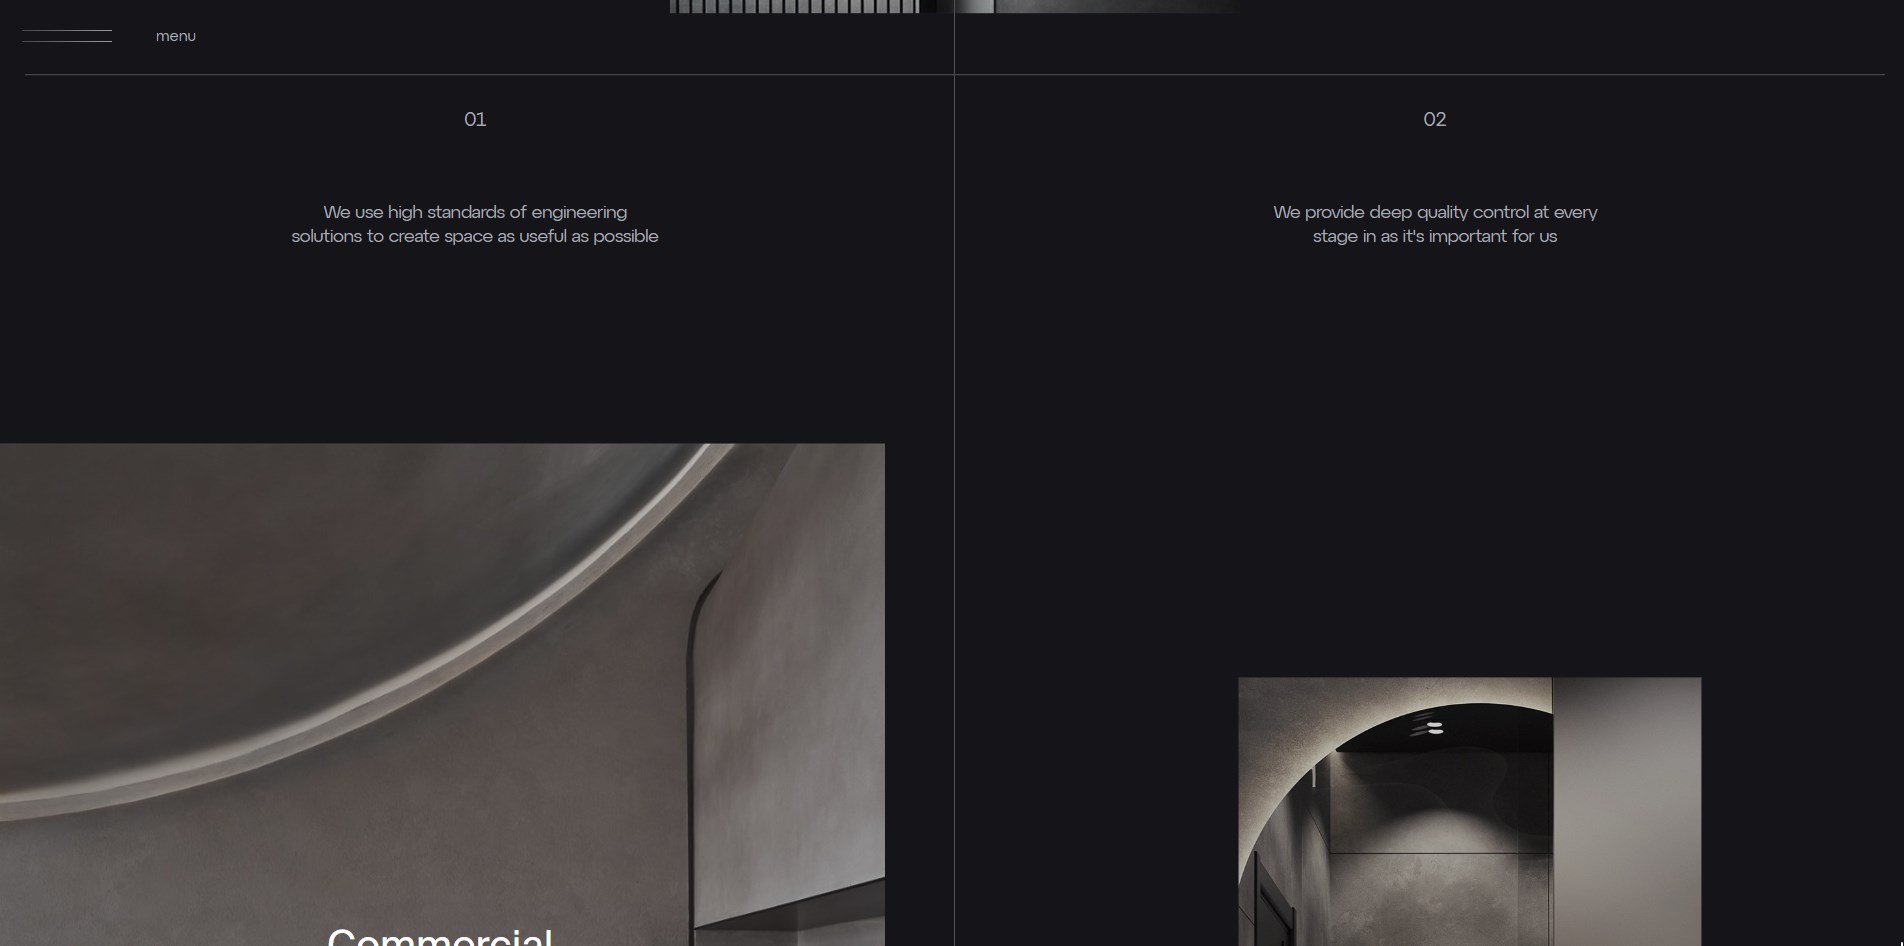 menu
01
We use high standards of engineering
solutions to create space as useful as possible
02
We provide deep quality control at every
stage in as it's important for us
Commercial